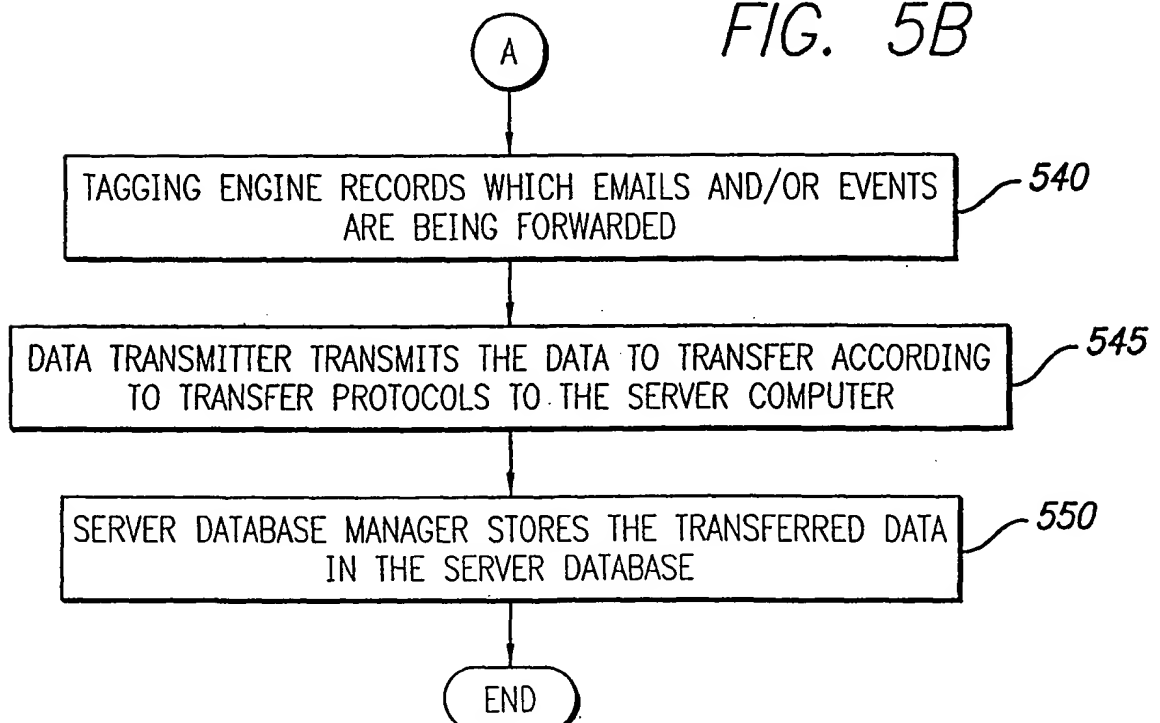 FIG. 5B
A
TAGGING ENGINE RECORDS WHICH EMAILS AND/OR EVENTS
ARE BEING FORWARDED
540
DATA TRANSMITTER TRANSMITS THE DATA TO TRANSFER ACCORDING
TO TRANSFER PROTOCOLS TO THE SERVER COMPUTER
545
SERVER DATABASE MANAGER STORES THE TRANSFERRED DATA
IN THE SERVER DATABASE
550
END